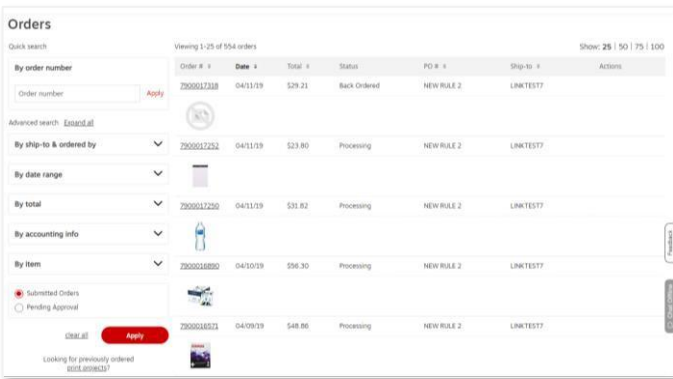 Orders
Quick search
Viewing 1-25 of 554 orders
Show: 25 | 50 | 75 | 100
By order number
Order number
Apply
Advanced search Expand all
By ship-to & ordered by
By date range
By total
By accounting info
By item
Submitted Orders
Pending Approval
clear all
Apply
Looking for previously ordered
print projects?
Order # Date Total Status PO # Ship-to Actions
7900017318 04/11/19 $29.21 Back Ordered NEW RULE 2 LINKTEST7
7900017252 04/11/19 $23.80 Processing NEW RULE 2 LINKTEST7
7900017250 04/11/19 $31.82 Processing NEW RULE 2 LINKTEST7
7900016890 04/10/19 $56.30 Processing NEW RULE 2 LINKTEST7
7900016571 04/09/19 $48.86 Processing NEW RULE 2 LINKTEST7
Feedback
Chat Offline